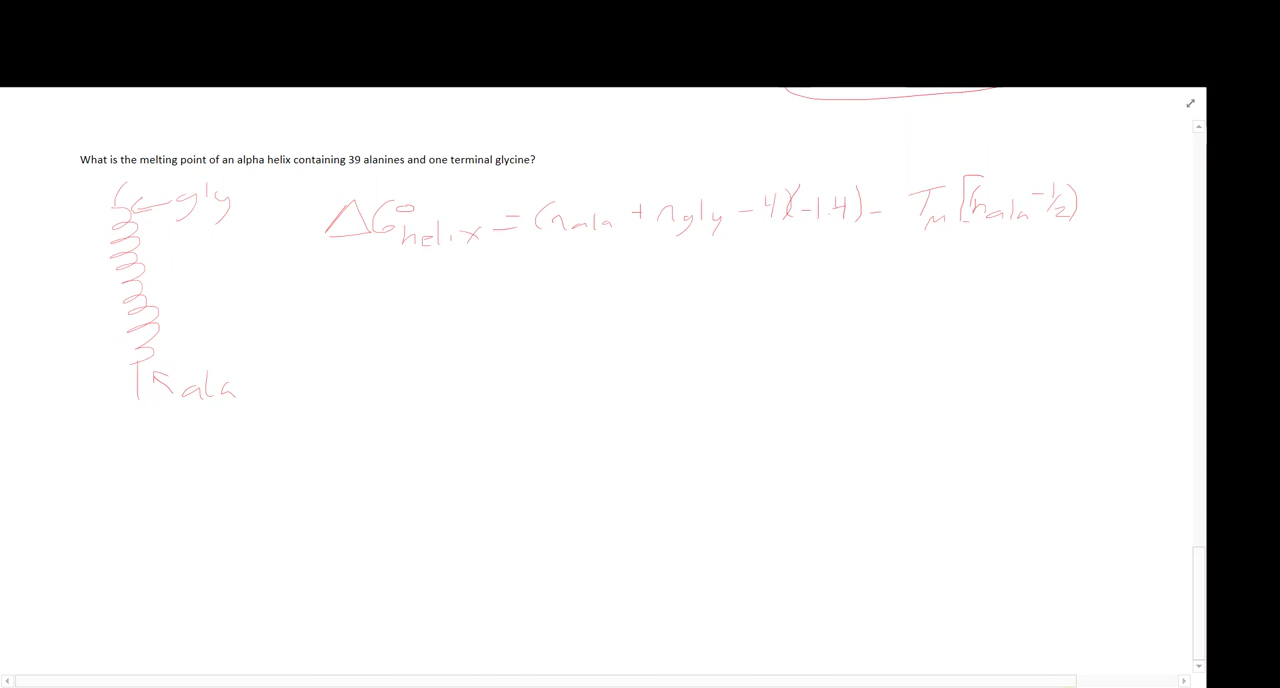 What is the melting point of an alpha helix containing 39 alanines and one terminal glycine?
gly
ΔG°helix = (nala + ngly - 4)(-1.4) - Tm[(nala - 1/2)
ala